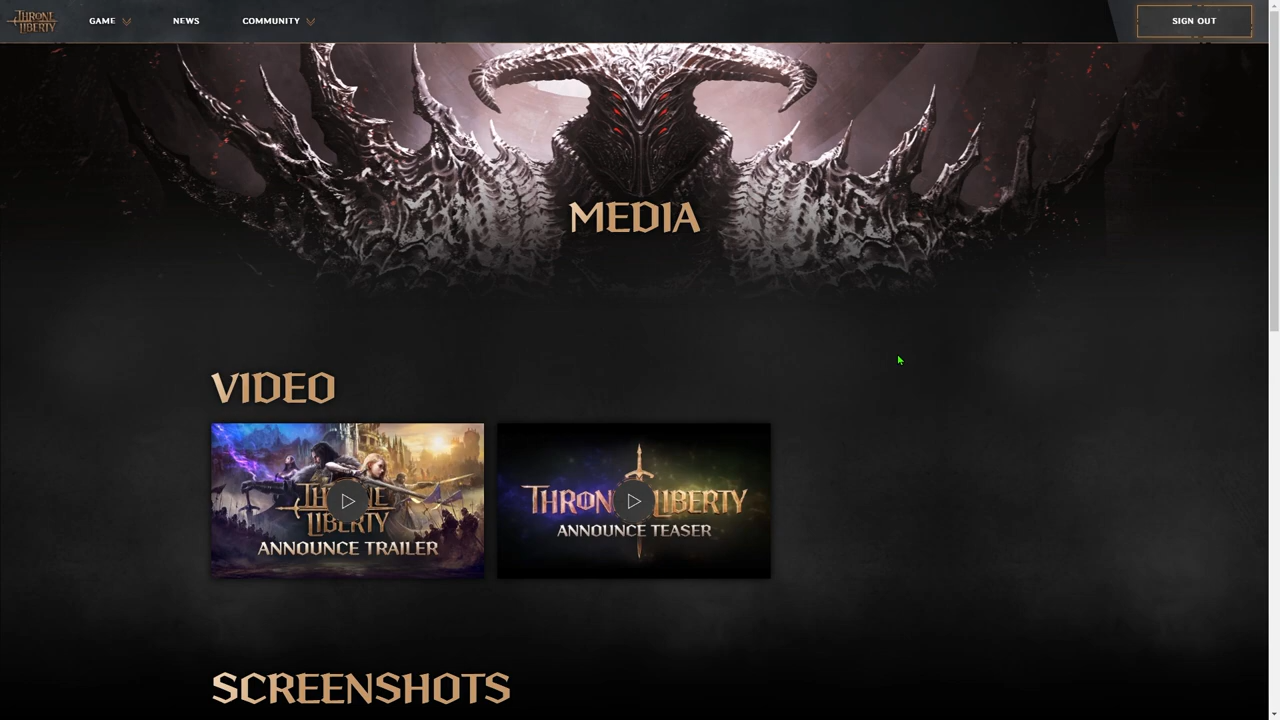 THRONE
LIBERTY
GAME
NEWS
COMMUNITY
SIGN OUT
MEDIA
VIDEO
THRONE
LIBERTY
ANNOUNCE TRAILER
THRONE LIBERTY
ANNOUNCE TEASER
SCREENSHOTS